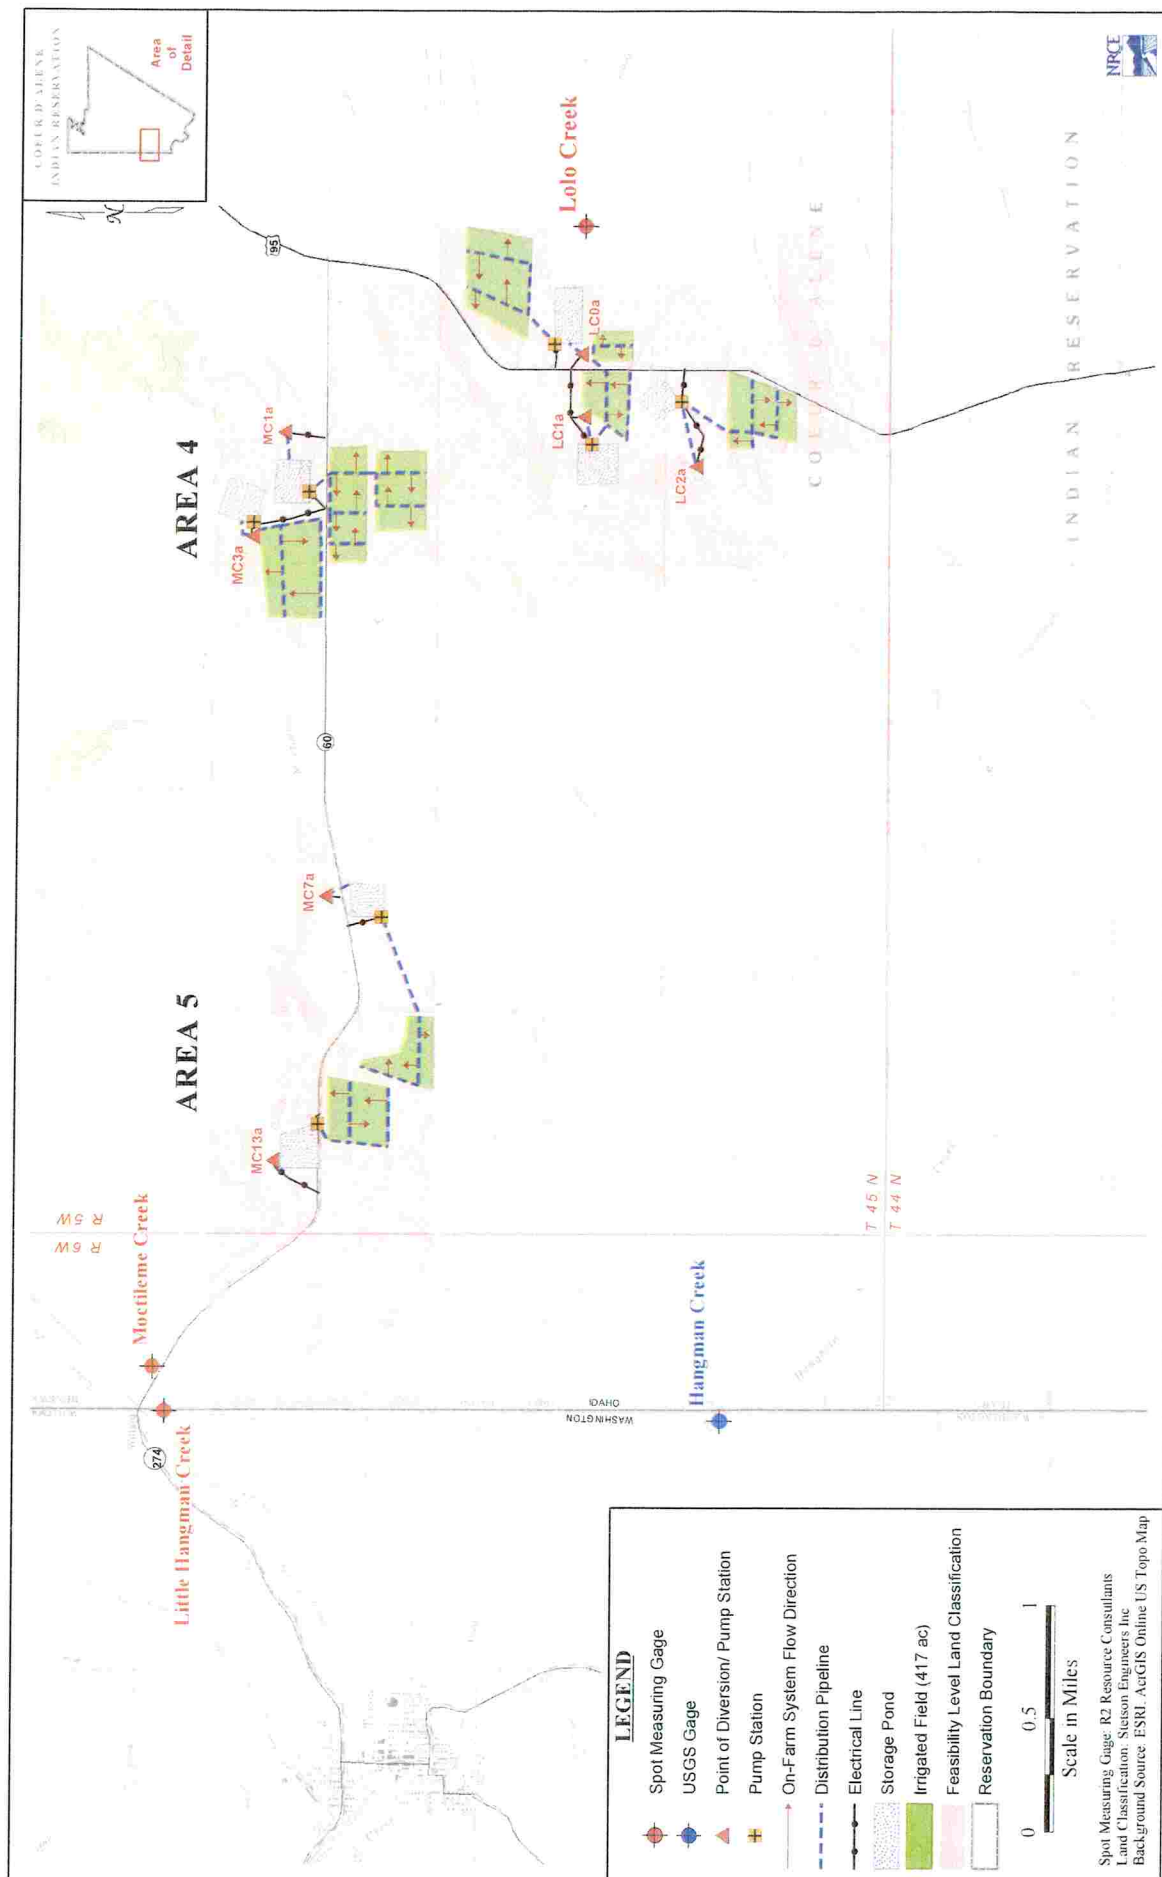 COEUR D'ALENE
INDIAN RESERVATION
Area
of
Detail
N
NRCE
95
Lolo Creek
AREA 4
MC1a
MC3a
LC0a
LC1a
LC2a
COEUR D'ALENE
INDIAN RESERVATION
60
AREA 5
MC7a
MC13a
R 5W
R 6W
T 45 N
T 44 N
Moctileme Creek
Little Hangman Creek
274
Hangman Creek
WASHINGTON
IDAHO
Hangman
Creek
LEGEND
Spot Measuring Gage
USGS Gage
Point of Diversion/ Pump Station
Pump Station
On-Farm System Flow Direction
Distribution Pipeline
Electrical Line
Storage Pond
Irrigated Field (417 ac)
Feasibility Level Land Classification
Reservation Boundary
0 0.5 1
Scale in Miles
Spot Measuring Gage: R2 Resource Consultants
Land Classification: Stetson Engineers Inc
Background Source: ESRI, ArcGIS Online US Topo Map